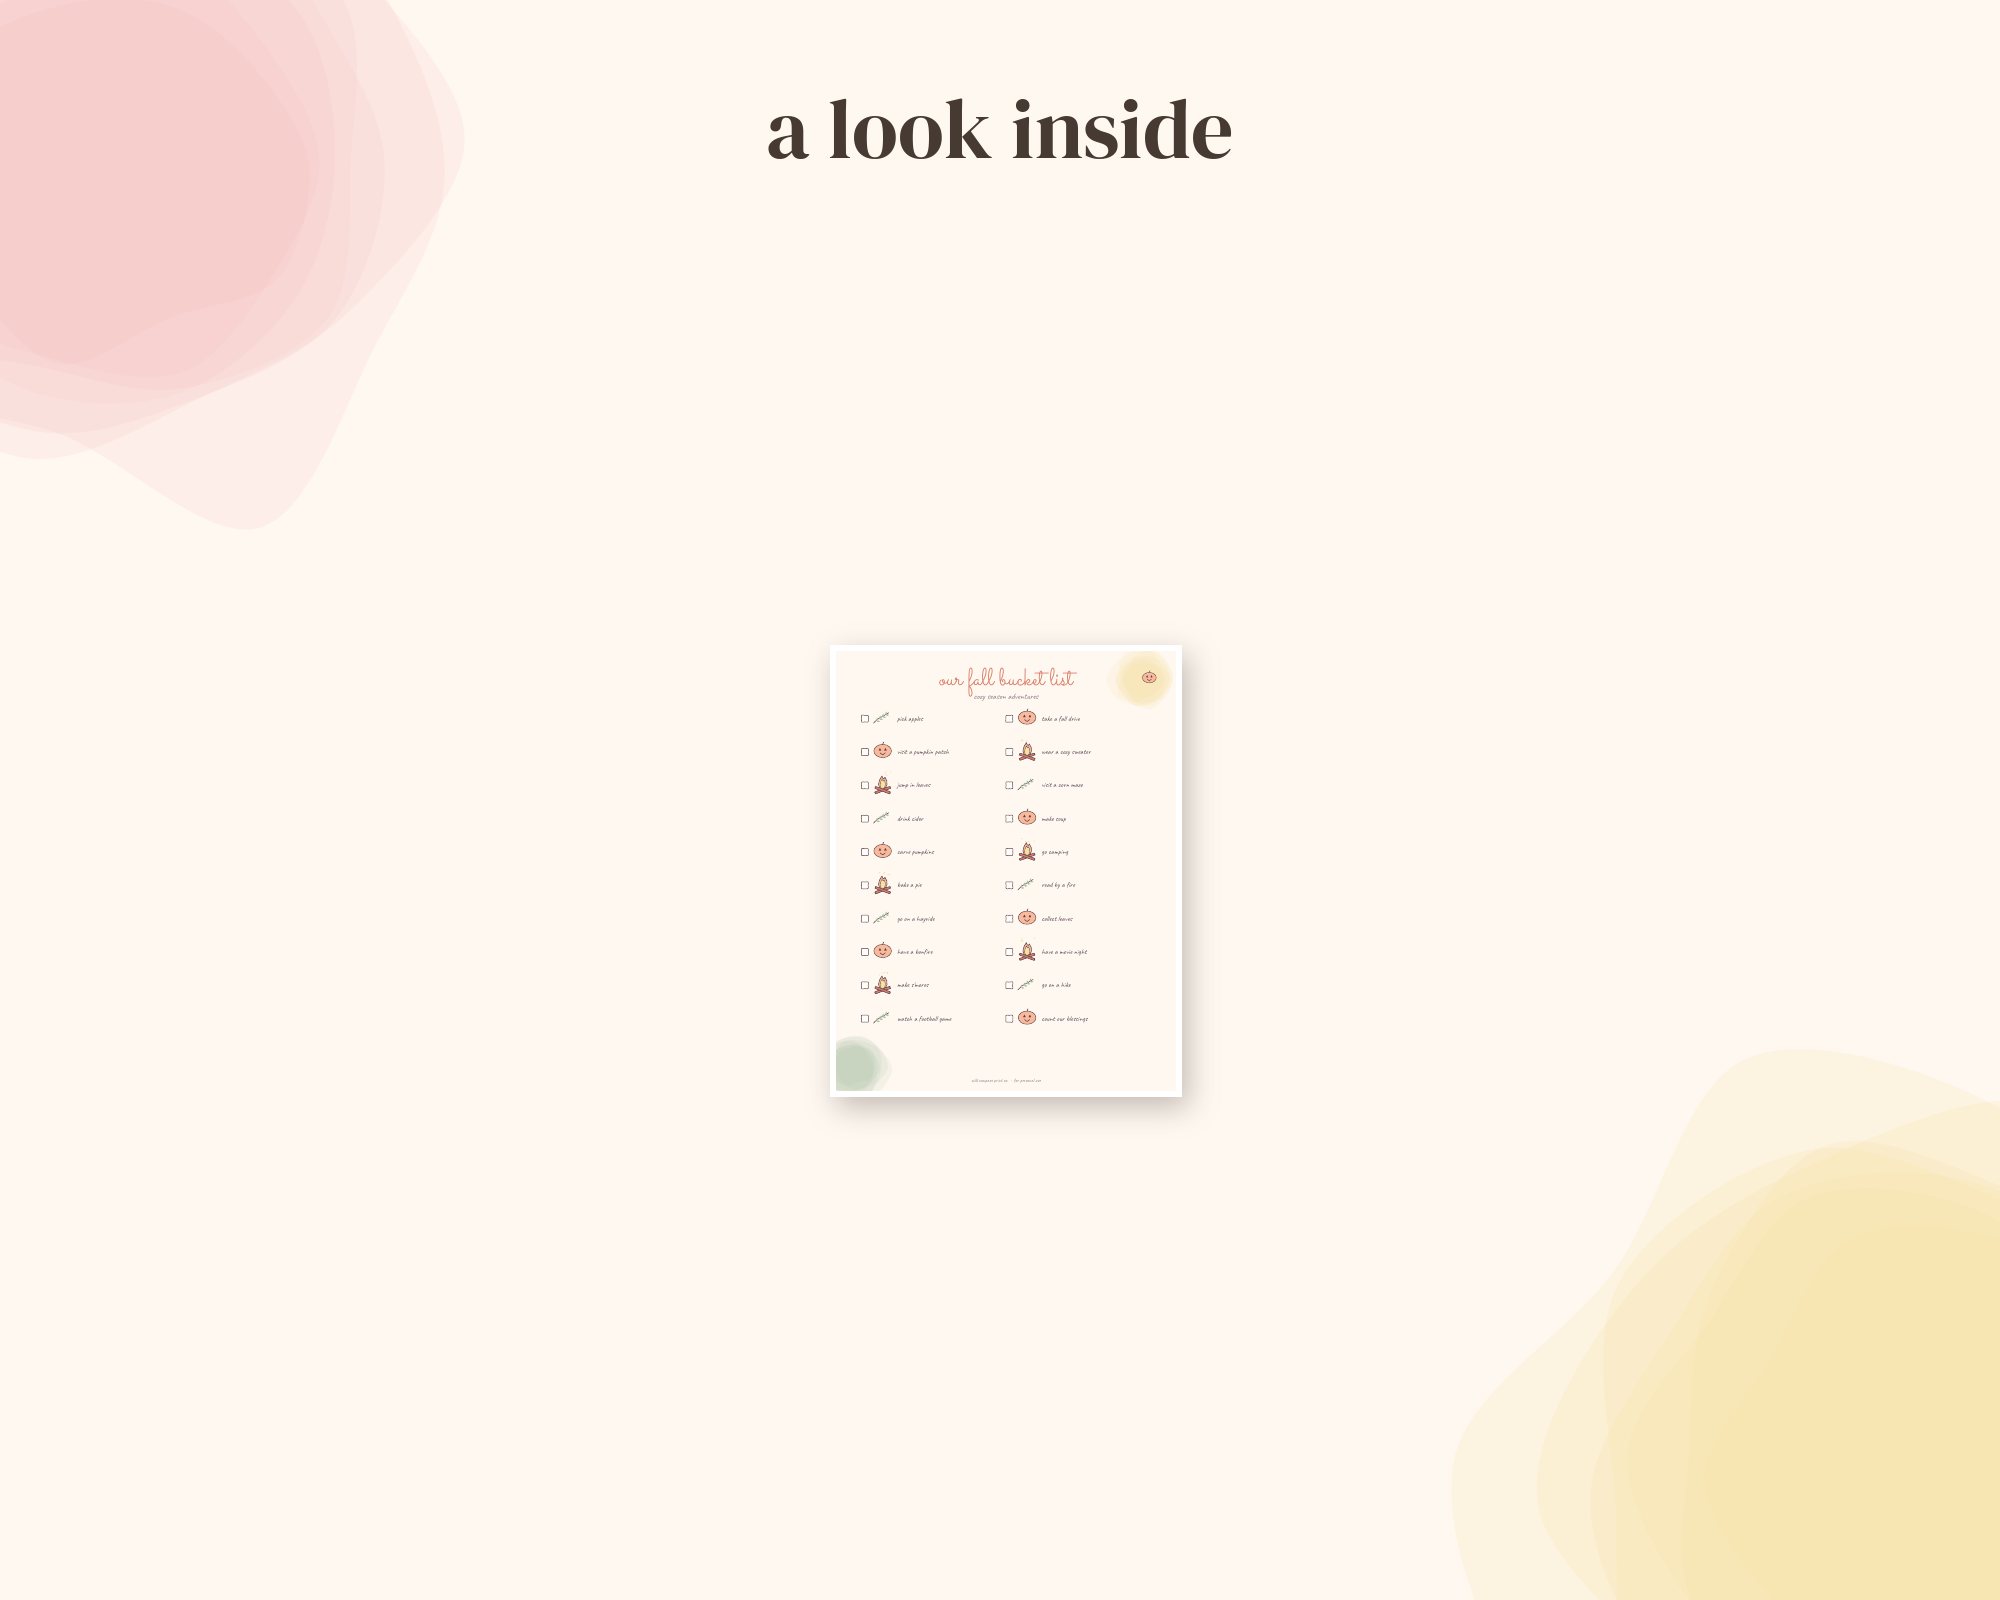 a look inside
our fall bucket list
cozy season adventures
pick apples
visit a pumpkin patch
jump in leaves
drink cider
carve pumpkins
bake a pie
go on a hayride
have a bonfire
make s'mores
watch a football game
take a fall drive
wear a cozy sweater
visit a corn maze
make soup
go camping
read by a fire
collect leaves
have a movie night
go on a hike
count our blessings
for personal use